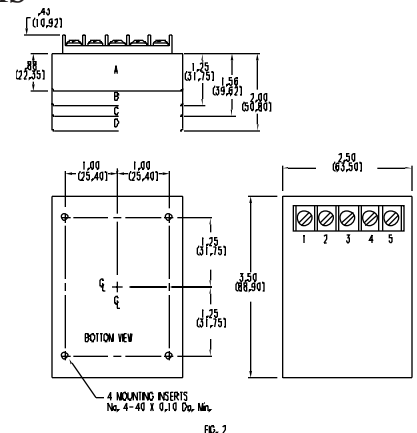 .43
(10,92)
.88
(22,35)
A
B
C
D
1,25
(31,75)
1,56
(39,62)
2,00
(50,80)
1,00
(25,40)
1,00
(25,40)
1,25
(31,75)
1,25
(31,75)
BOTTOM VIEW
4 MOUNTING INSERTS
No, 4-40 X 0,10 Dp, Min,
2,50
(63,50)
3,50
(88,90)
1 2 3 4 5
FIG. 2